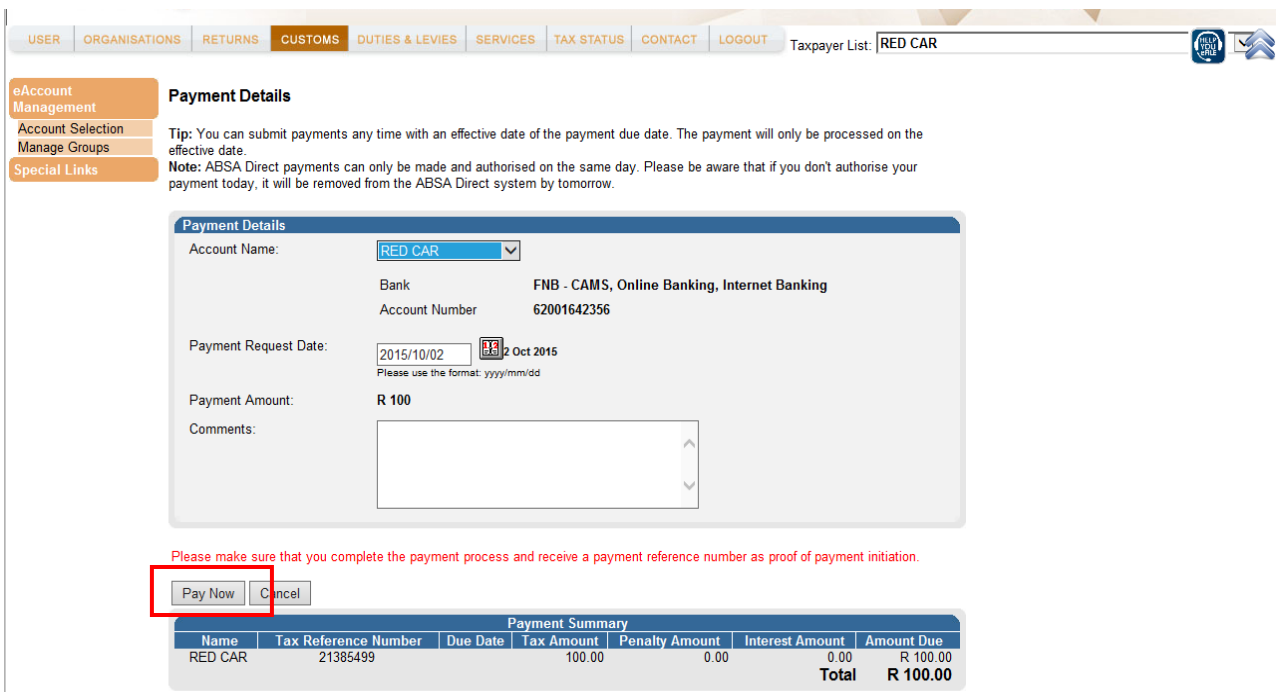 USER ORGANISATIONS RETURNS CUSTOMS DUTIES & LEVIES SERVICES TAX STATUS CONTACT LOGOUT Taxpayer List: RED CAR
HELP YOU eFILE
eAccount
Management
Account Selection
Manage Groups
Special Links
Payment Details
Tip: You can submit payments any time with an effective date of the payment due date. The payment will only be processed on the
effective date.
Note: ABSA Direct payments can only be made and authorised on the same day. Please be aware that if you don't authorise your
payment today, it will be removed from the ABSA Direct system by tomorrow.
Payment Details
Account Name: RED CAR
Bank FNB - CAMS, Online Banking, Internet Banking
Account Number 62001642356
Payment Request Date: 2015/10/02 2 Oct 2015
Please use the format: yyyy/mm/dd
Payment Amount: R 100
Comments:
Please make sure that you complete the payment process and receive a payment reference number as proof of payment initiation.
Pay Now Cancel
Payment Summary
Name Tax Reference Number Due Date Tax Amount Penalty Amount Interest Amount Amount Due
RED CAR 21385499 100.00 0.00 0.00 R 100.00
Total R 100.00